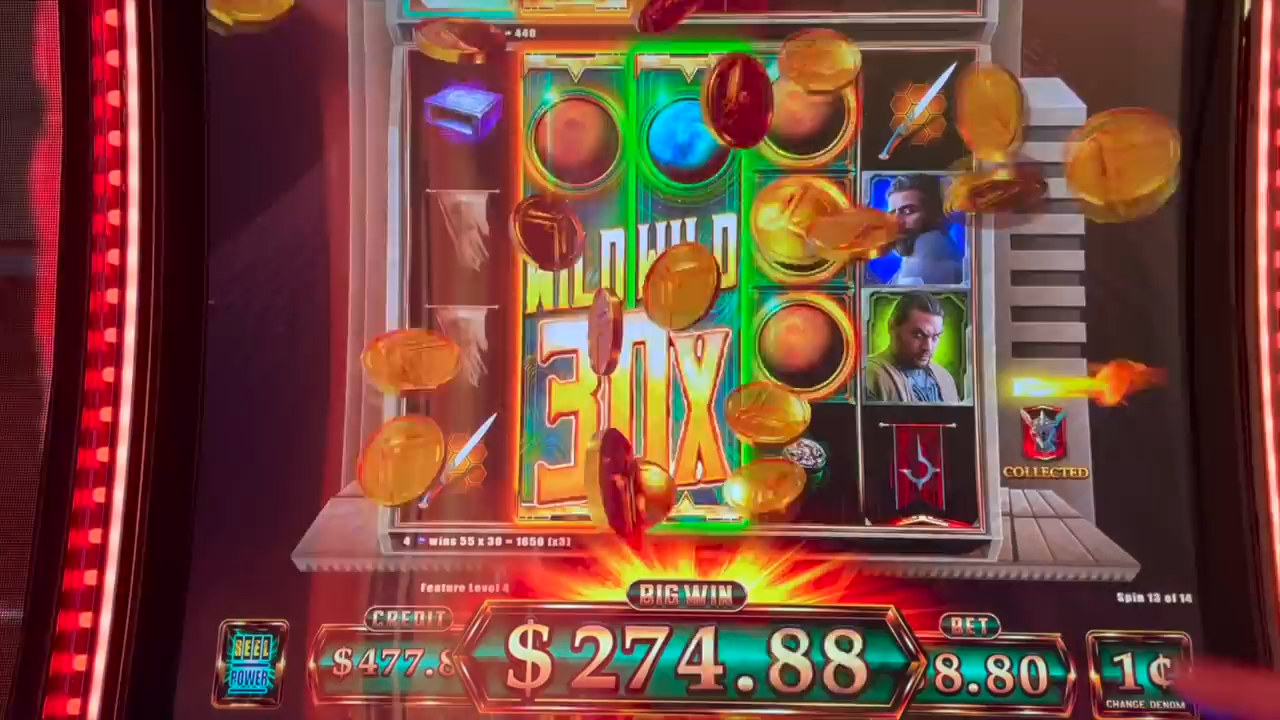 = 440
WILD WILD
30X
COLLECTED
4 wins 55 x 30 = 1650 (x3)
Feature Level 4
BIG WIN
Spin 13 of 14
CREDIT
BET
REEL
POWER
$477.8
$274.88
8.80
1¢
CHANGE DENOM